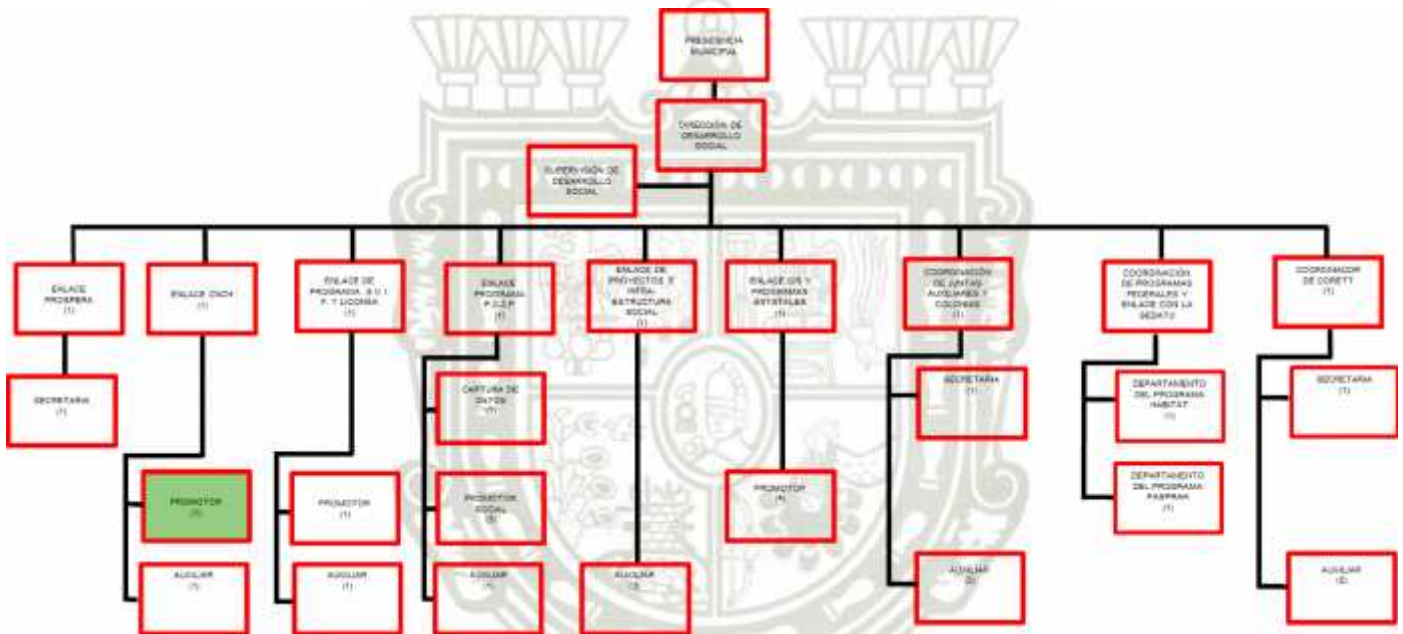 PRESIDENCIA
MUNICIPAL
DIRECCIÓN DE
DESARROLLO
SOCIAL
SUPERVISIÓN DE
DESARROLLO
SOCIAL
ENLACE
PROSPERA
(1)
ENLACE CNCH
(1)
ENLACE DE
PROGRAMA S.U.I.
F. Y LICONSA
(1)
ENLACE
PROGRAMA
(1)
ENLACE DE
PROYECTOS E
INFRA-
ESTRUCTURA
SOCIAL
(1)
PROGRAMAS
ESTATALES
(1)
COORDINACIÓN
DE JUNTAS
AUXILIARES Y
COLONIAS
(1)
COORDINACIÓN
DE PROGRAMAS
FEDERALES Y
ENLACE CON LA
SEDATU
COORDINADOR
DE CORETT
(1)
SECRETARIA
(1)
CAPTURA DE
DATOS
(1)
SECRETARIA
(1)
DEPARTAMENTO
DEL PROGRAMA
HABITAT
(1)
SECRETARIA
(1)
PROMOTOR
PROMOTOR
(1)
PROMOTOR
SOCIAL
PROMOTOR
DEPARTAMENTO
DEL PROGRAMA
(1)
AUXILIAR
(1)
AUXILIAR
(1)
AUXILIAR
(1)
AUXILIAR
AUXILIAR
AUXILIAR